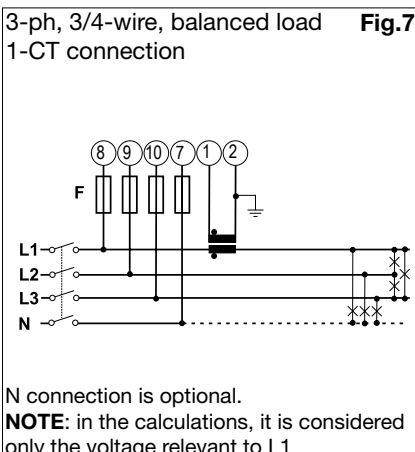 3-ph, 3/4-wire, balanced load Fig.7
1-CT connection
8 9 10 7 1 2
F
L1
L2
L3
N
N connection is optional.
NOTE: in the calculations, it is considered
only the voltage relevant to L1